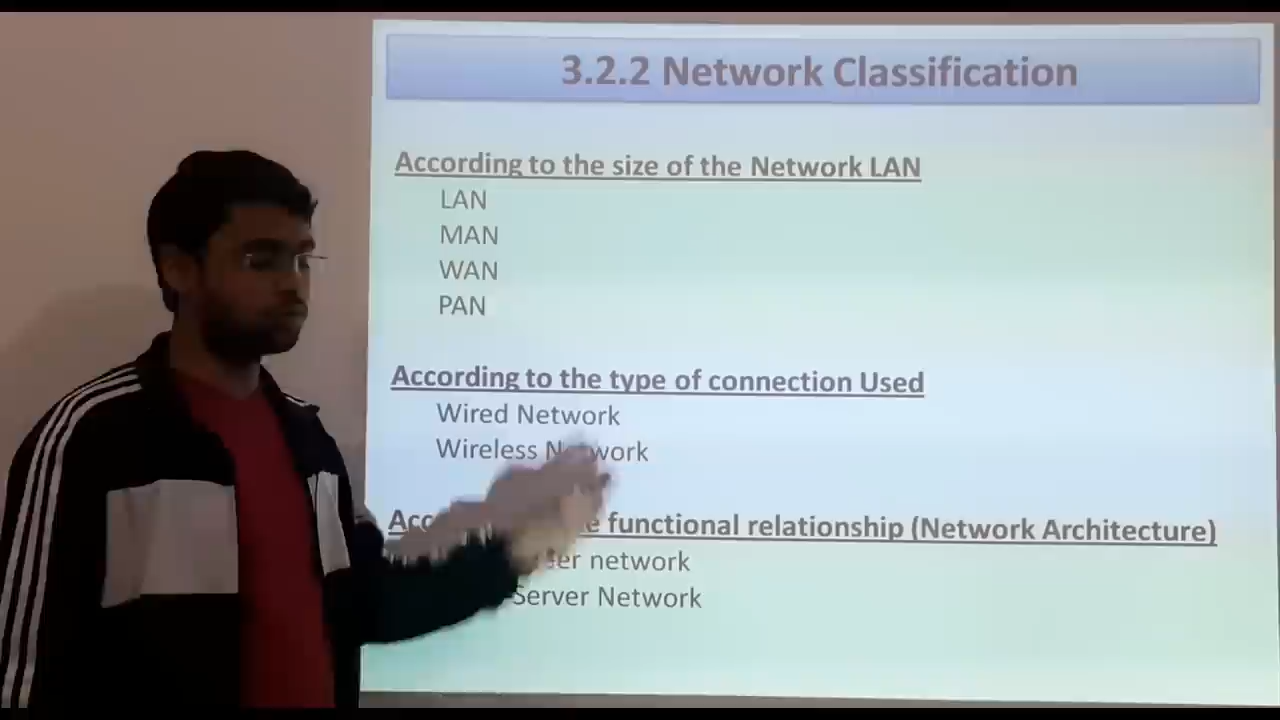 3.2.2 Network Classification
According to the size of the Network LAN
LAN
MAN
WAN
PAN
According to the type of connection Used
Wired Network
Wireless Network
functional relationship (Network Architecture)
network
Server Network